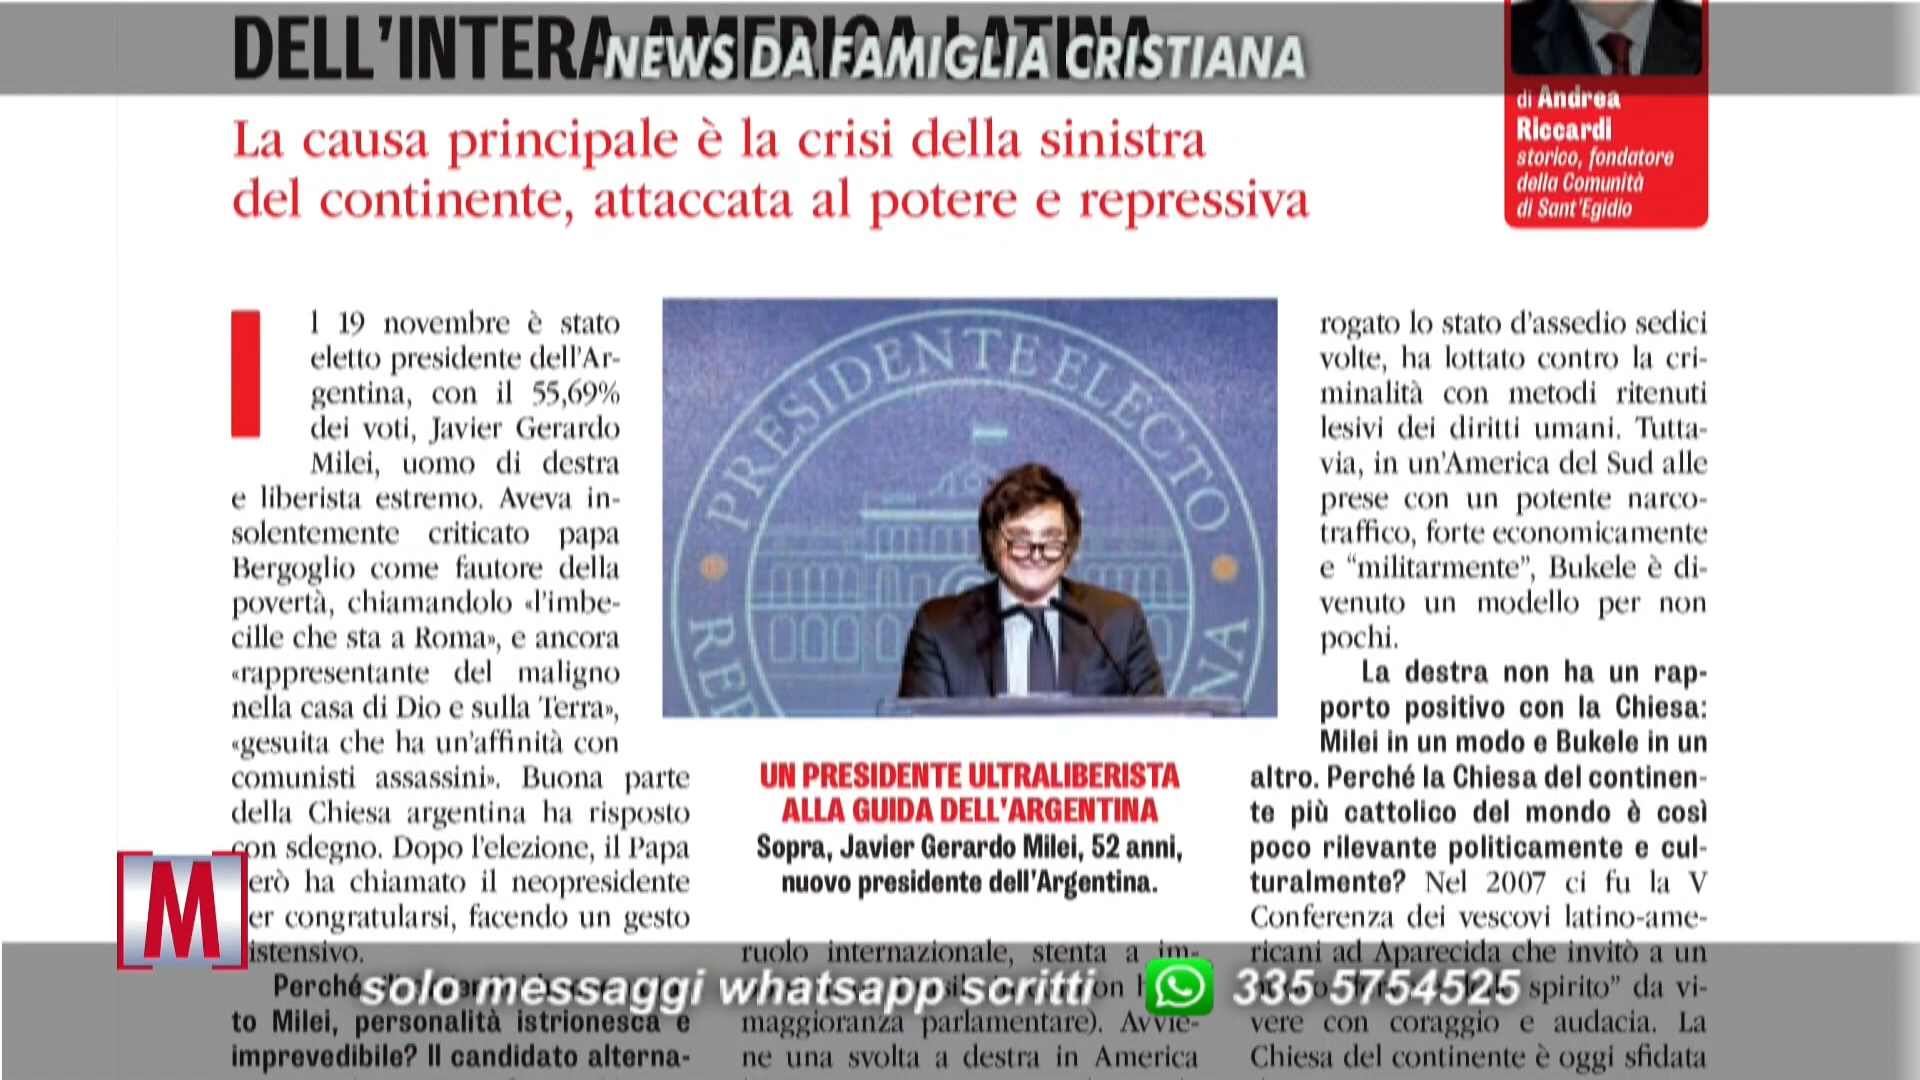 DELL'INTERA AMERICA LATINA
NEWS DA FAMIGLIA CRISTIANA
La causa principale è la crisi della sinistra
del continente, attaccata al potere e repressiva
di Andrea
Riccardi
storico, fondatore
della Comunità
di Sant'Egidio
Il 19 novembre è stato
eletto presidente dell'Ar-
gentina, con il 55,69%
dei voti, Javier Gerardo
Milei, uomo di destra
e liberista estremo. Aveva in-
solentemente criticato papa
Bergoglio come fautore della
povertà, chiamandolo «l'imbe-
cille che sta a Roma», e ancora
«rappresentante del maligno
nella casa di Dio e sulla Terra»,
«gesuita che ha un'affinità con
comunisti assassini». Buona parte
della Chiesa argentina ha risposto
con sdegno. Dopo l'elezione, il Papa
erò ha chiamato il neopresidente
er congratularsi, facendo un gesto
istensivo.
Perché
to Milei, personalità istrionesca e
imprevedibile? Il candidato alterna-
PRESIDENTE ELECTO
REP
NA
UN PRESIDENTE ULTRALIBERISTA
ALLA GUIDA DELL'ARGENTINA
Sopra, Javier Gerardo Milei, 52 anni,
nuovo presidente dell'Argentina.
ruolo internazionale, stenta a im-
maggioranza parlamentare). Avvie-
ne una svolta a destra in America
rogato lo stato d'assedio sedici
volte, ha lottato contro la cri-
minalità con metodi ritenuti
lesivi dei diritti umani. Tutta-
via, in un'America del Sud alle
prese con un potente narco-
traffico, forte economicamente
e “militarmente”, Bukele è di-
venuto un modello per non
pochi.
La destra non ha un rap-
porto positivo con la Chiesa:
Milei in un modo e Bukele in un
altro. Perché la Chiesa del continen-
te più cattolico del mondo è così
poco rilevante politicamente e cul-
turalmente? Nel 2007 ci fu la V
Conferenza dei vescovi latino-ame-
ricani ad Aparecida che invitò a un
spirito” da vi-
vere con coraggio e audacia. La
Chiesa del continente è oggi sfidata
M
solo messaggi whatsapp scritti 335 5754525